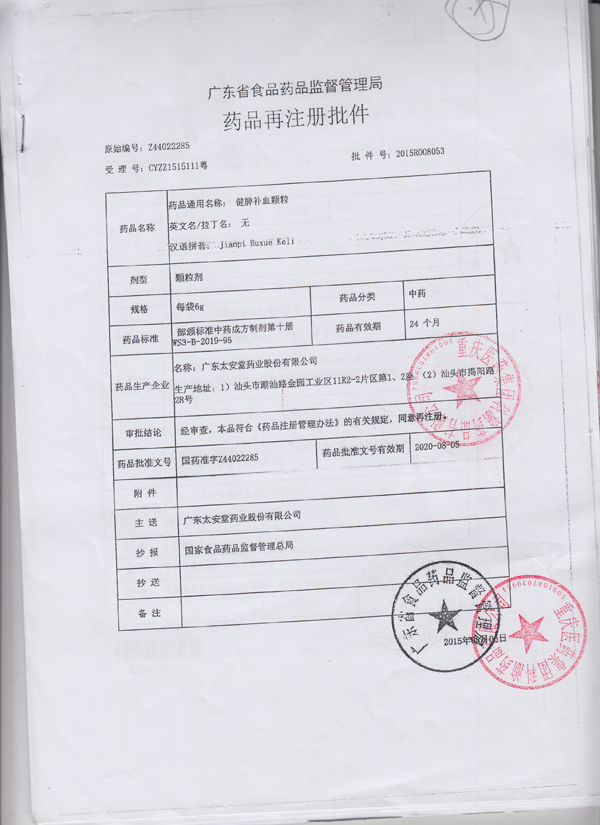 广东省食品药品监督管理局
药品再注册批件
原始编号：Z44022285
受 理 号：CYZZ1515111粤
批 件 号：2015R008053
药品名称
药品通用名称： 健脾补血颗粒
英文名/拉丁名： 无
汉语拼音： Jianpi Buxue Keli
剂型 颗粒剂
规格 每袋6g 药品分类 中药
药品标准 部颁标准中药成方制剂第十册 WS3-B-2019-95 药品有效期 24 个月
药品生产企业
名称：广东太安堂药业股份有限公司
生产地址：1）汕头市潮汕路金园工业区11R2-2片区第1、2座 （2）汕头市揭阳路
2R号
审批结论 经审查，本品符合《药品注册管理办法》的有关规定，同意再注册。
药品批准文号 国药准字Z44022285 药品批准文号有效期 2020-08-05
附 件
主 送 广东太安堂药业股份有限公司
抄 报 国家食品药品监督管理总局
抄 送
备 注
广东省食品药品监督管理局
重庆医药集团科渝药品有限公司